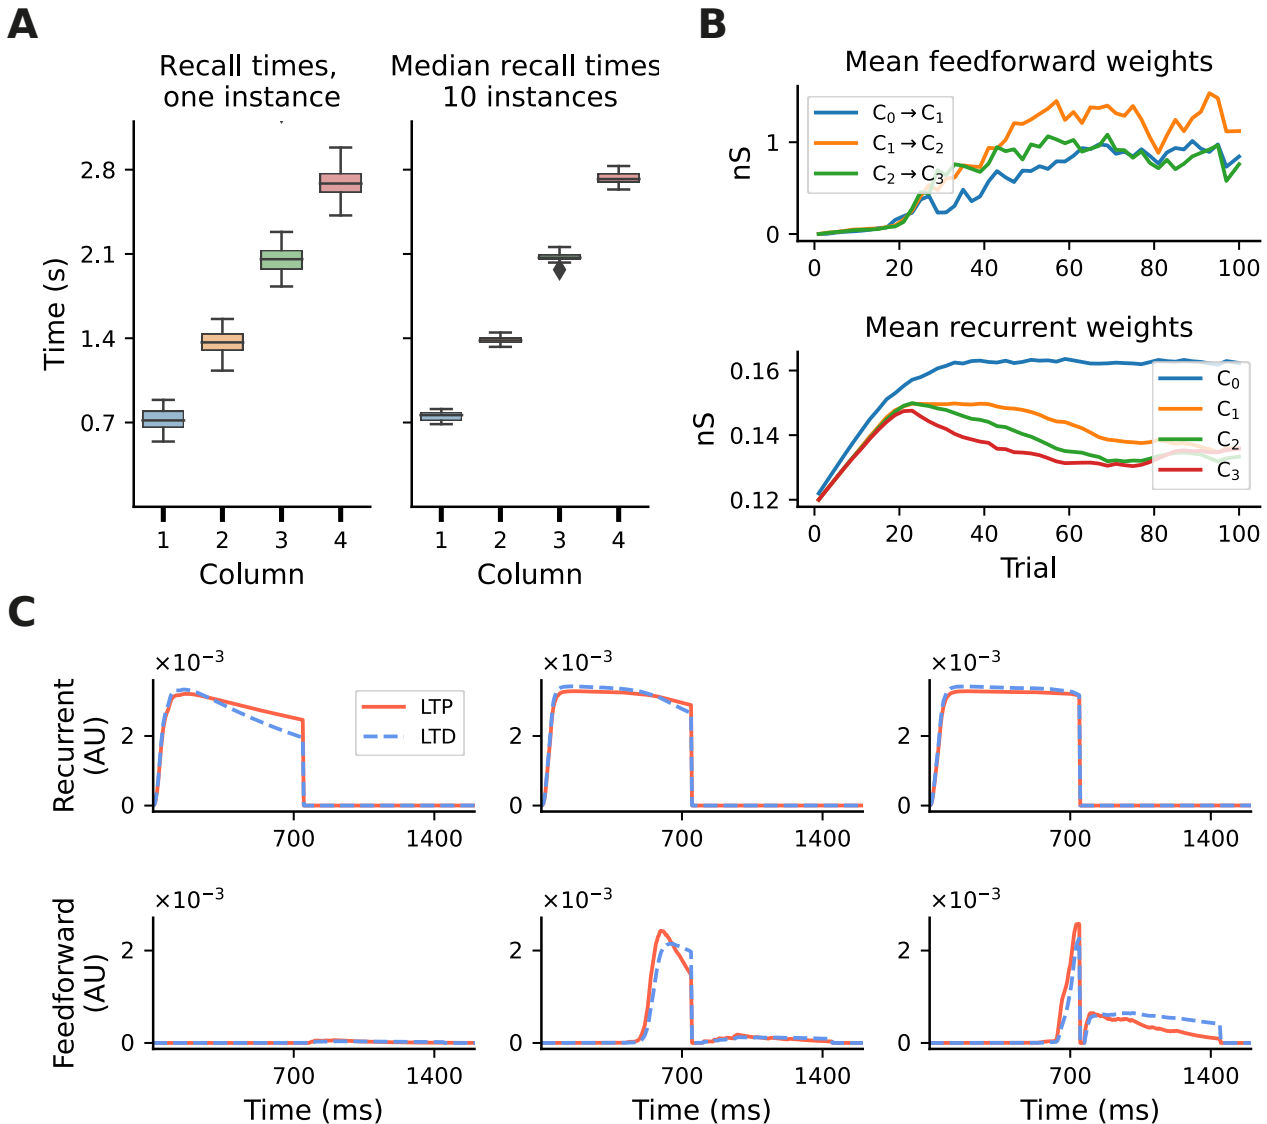 A
Recall times,
one instance
Median recall times
10 instances
Time (s)
2.8
2.1
1.4
0.7
1 2 3 4
Column
1 2 3 4
Column
B
Mean feedforward weights
nS
1
0
C₀→C₁
C₁→C₂
C₂→C₃
0 20 40 60 80 100
Mean recurrent weights
nS
0.16
0.14
0.12
C₀
C₁
C₂
C₃
0 20 40 60 80 100
Trial
C
Recurrent
(AU)
×10⁻³
2
0
LTP
LTD
700 1400
×10⁻³
2
0
700 1400
×10⁻³
2
0
700 1400
Feedforward
(AU)
×10⁻³
2
0
700 1400
Time (ms)
×10⁻³
2
0
700 1400
Time (ms)
×10⁻³
2
0
700 1400
Time (ms)